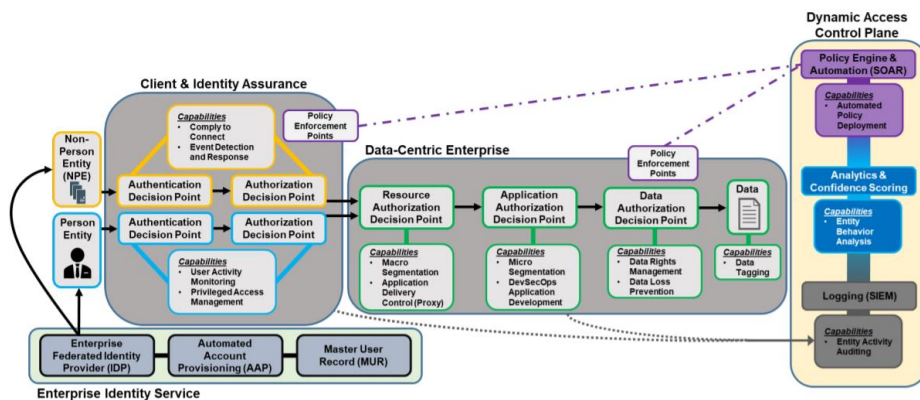 Dynamic Access
Control Plane
Policy Engine &
Automation (SOAR)
Capabilities
• Automated
Policy
Deployment
Analytics &
Confidence Scoring
Capabilities
• Entity
Behavior
Analysis
Logging (SIEM)
Capabilities
• Entity Activity
Auditing
Client & Identity Assurance
Capabilities
• Comply to
Connect
• Event Detection
and Response
Policy
Enforcement
Points
Non-
Person
Entity
(NPE)
Authentication
Decision Point
Authorization
Decision Point
Person
Entity
Authentication
Decision Point
Authorization
Decision Point
Capabilities
• User Activity
Monitoring
• Privileged Access
Management
Data-Centric Enterprise
Policy
Enforcement
Points
Resource
Authorization
Decision Point
Application
Authorization
Decision Point
Data
Authorization
Decision Point
Data
Capabilities
• Macro
Segmentation
• Application
Delivery
Control (Proxy)
Capabilities
• Micro
Segmentation
• DevSecOps
Application
Development
Capabilities
• Data Rights
Management
• Data Loss
Prevention
Capabilities
• Data
Tagging
Enterprise
Federated Identity
Provider (IDP)
Automated
Account
Provisioning (AAP)
Master User
Record (MUR)
Enterprise Identity Service